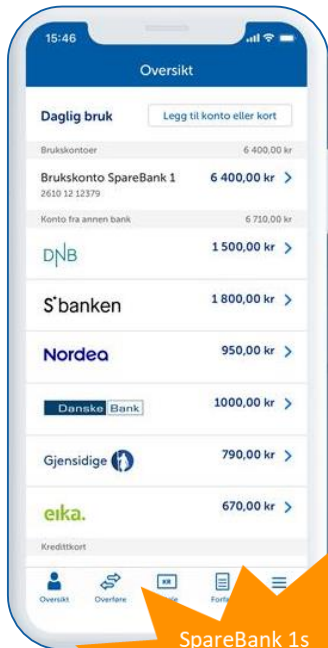 15:46
Oversikt
Daglig bruk
Legg til konto eller kort
Brukskontoer 6 400,00 kr
Brukskonto SpareBank 1 6 400,00 kr
2610 12 12379
Konto fra annen bank 6 710,00 kr
DNB 1 500,00 kr
S'banken 1 800,00 kr
Nordea 950,00 kr
Danske Bank 1000,00 kr
Gjensidige 790,00 kr
eika. 670,00 kr
Kredittkort
KR
Oversikt Overføre
SpareBank 1s